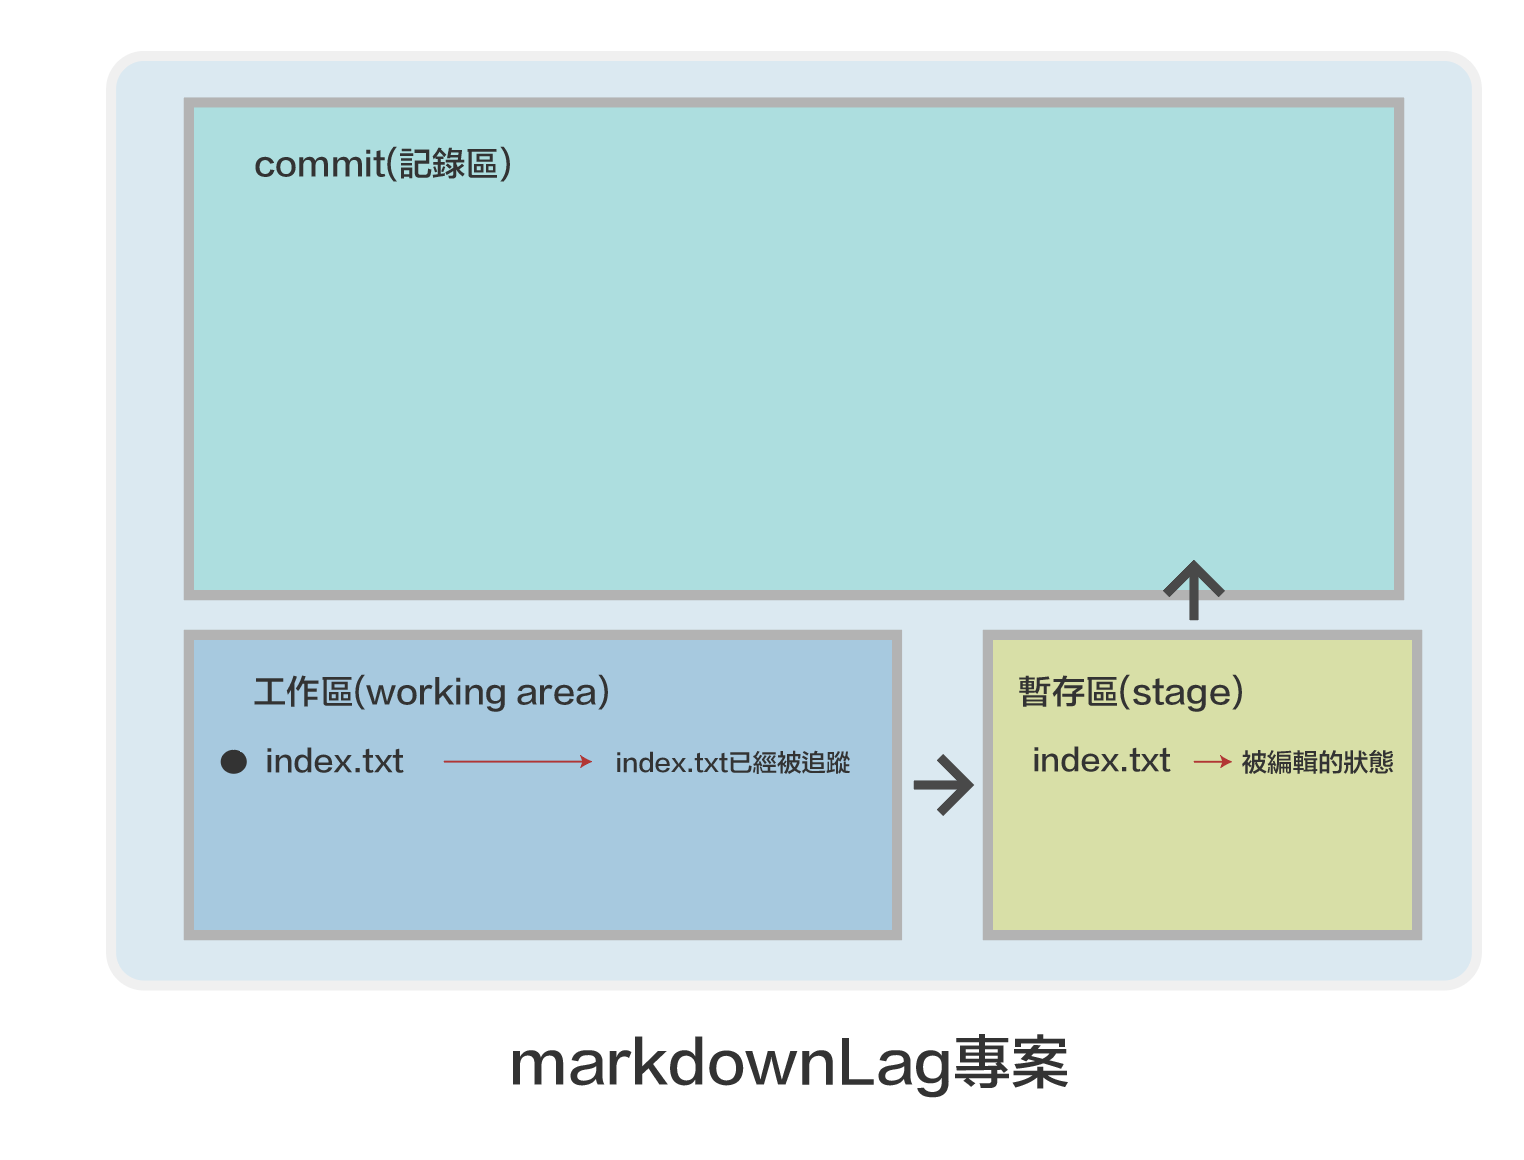 commit(記錄區)
工作區(working area)
index.txt
index.txt已經被追蹤
暫存區(stage)
index.txt
被編輯的狀態
markdownLag專案